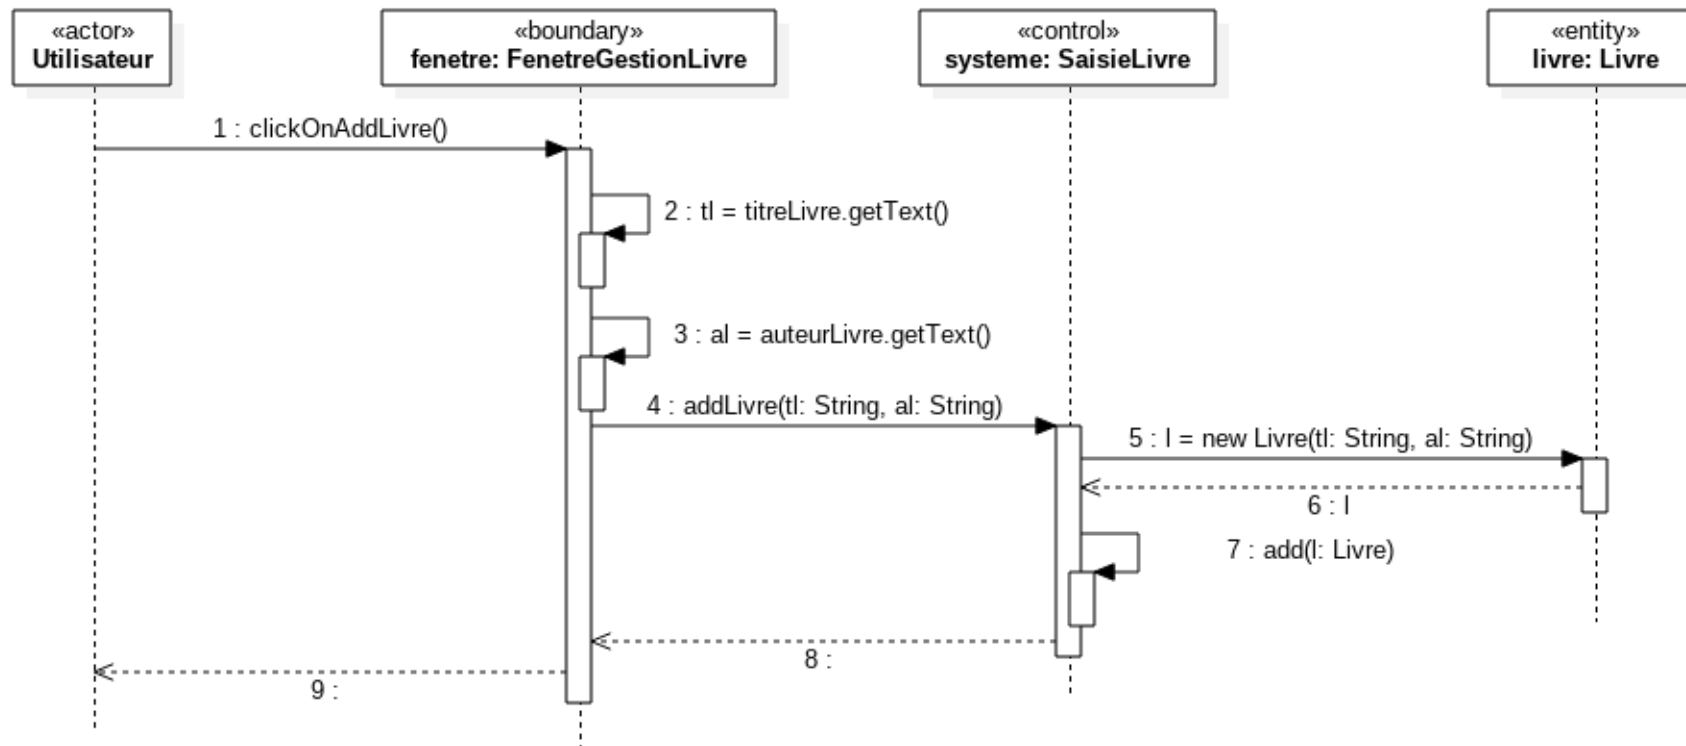 «actor»
Utilisateur
«boundary»
fenetre: FenetreGestionLivre
«control»
systeme: SaisieLivre
«entity»
livre: Livre
1 : clickOnAddLivre()
2 : tl = titreLivre.getText()
3 : al = auteurLivre.getText()
4 : addLivre(tl: String, al: String)
5 : l = new Livre(tl: String, al: String)
6 : l
7 : add(l: Livre)
8 :
9 :